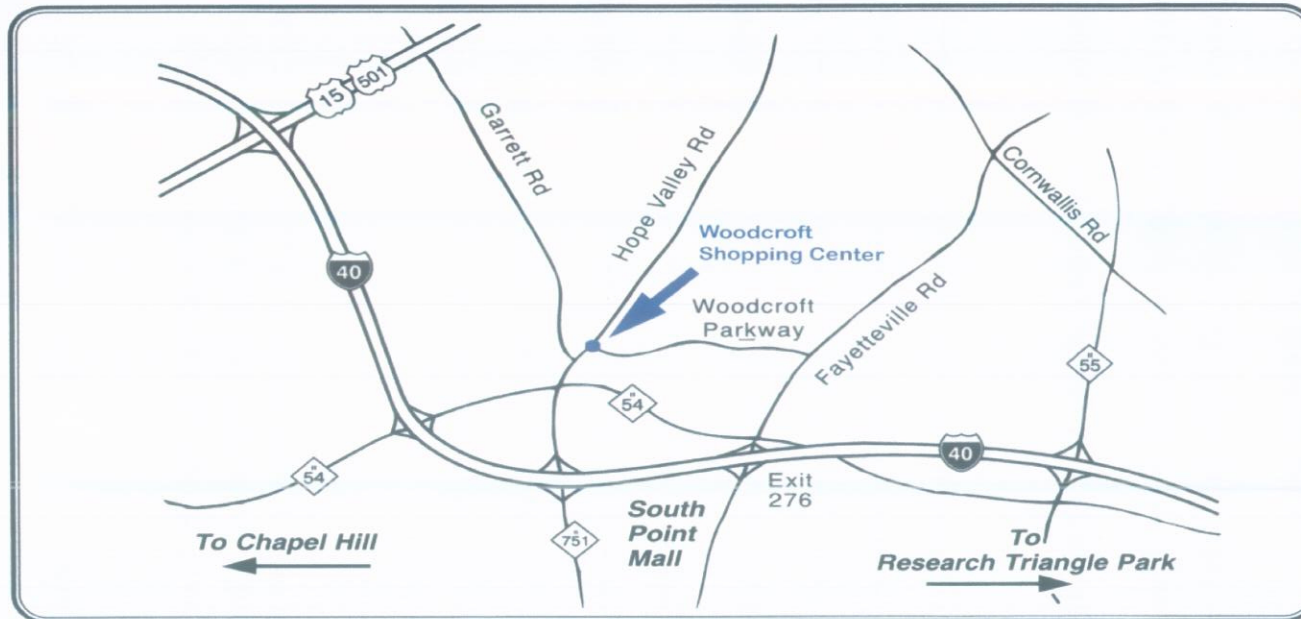 15
501
Garrett Rd
Hope Valley Rd
Cornwallis Rd
Woodcroft
Shopping Center
40
Woodcroft
Parkway
Fayetteville Rd
55
54
40
54
Exit
276
South
Point
Mall
751
To Chapel Hill
To
Research Triangle Park